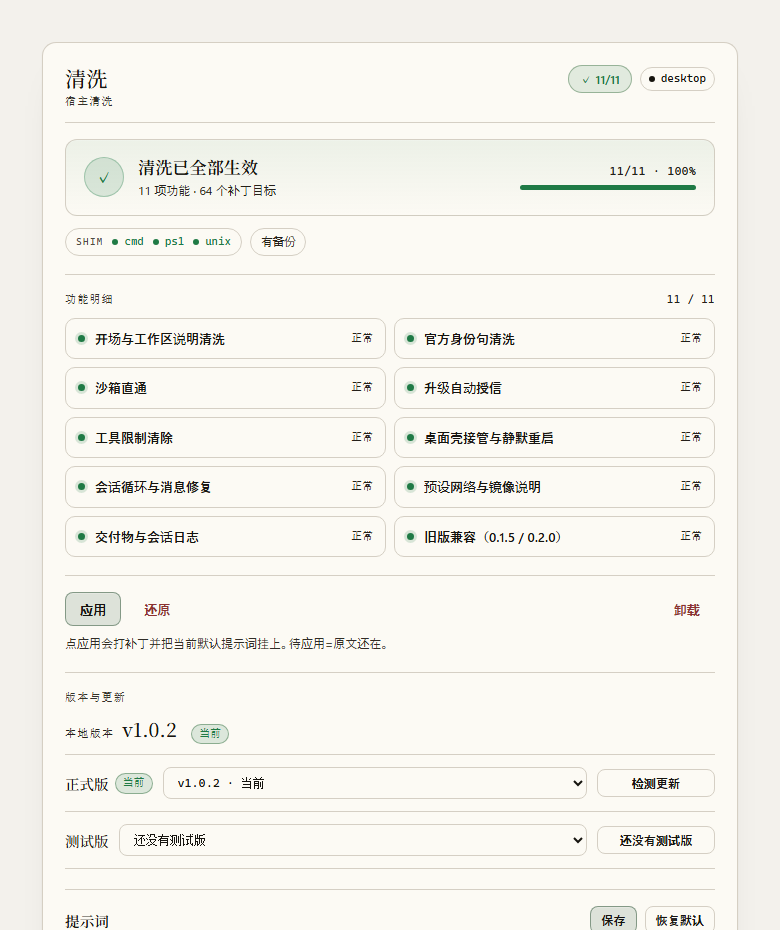 清洗
✓ 11/11
desktop
宿主清洗
✓
清洗已全部生效
11 项功能 · 64 个补丁目标
11/11 · 100%
SHIM cmd ps1 unix
有备份
功能明细
11 / 11
开场与工作区说明清洗 正常
官方身份句清洗 正常
沙箱直通 正常
升级自动授信 正常
工具限制清除 正常
桌面壳接管与静默重启 正常
会话循环与消息修复 正常
预设网络与镜像说明 正常
交付物与会话日志 正常
旧版兼容（0.1.5 / 0.2.0） 正常
应用
还原
卸载
点应用会打补丁并把当前默认提示词挂上。待应用=原文还在。
版本与更新
本地版本 v1.0.2 当前
正式版 当前 v1.0.2 · 当前 检测更新
测试版 还没有测试版 还没有测试版
提示词 保存 恢复默认